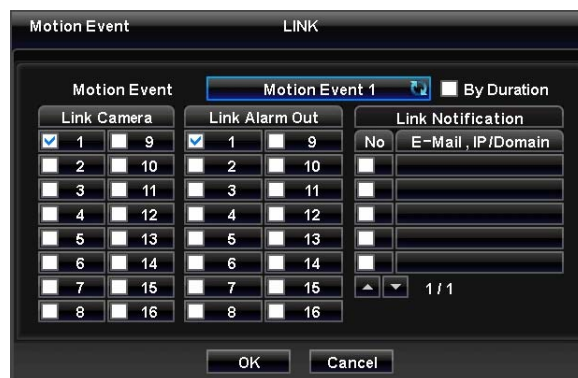 Motion Event LINK
Motion Event Motion Event 1 By Duration
Link Camera Link Alarm Out Link Notification
1 9 1 9 No E-Mail , IP/Domain
2 10 2 10
3 11 3 11
4 12 4 12
5 13 5 13
6 14 6 14
7 15 7 15 1 / 1
8 16 8 16
OK Cancel